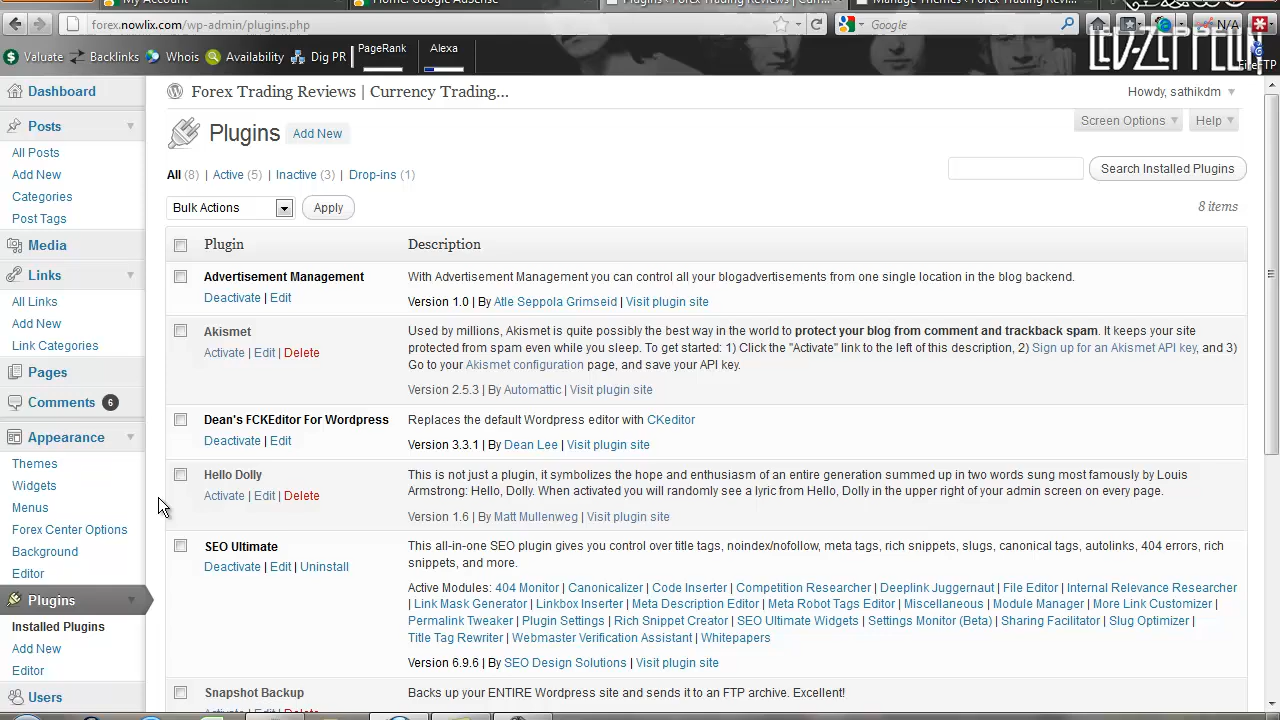 My Account
Home: Google AdSense
Plugins ‹ Forex Trading Reviews | Curr...
Manage Themes ‹ Forex Trading Revi...
forex.nowlix.com/wp-admin/plugins.php
Google
N/A
Valuate Backlinks Whois Availability Dig PR PageRank Alexa
LED-ZEPPELIN
FireFTP
Dashboard
Posts
All Posts
Add New
Categories
Post Tags
Media
Links
All Links
Add New
Link Categories
Pages
Comments 6
Appearance
Themes
Widgets
Menus
Forex Center Options
Background
Editor
Plugins
Installed Plugins
Add New
Editor
Users
Forex Trading Reviews | Currency Trading...
Howdy, sathikdm
Screen Options
Help
Plugins Add New
All (8) | Active (5) | Inactive (3) | Drop-ins (1)
Search Installed Plugins
Bulk Actions Apply
8 items
Plugin Description
Advertisement Management
Deactivate | Edit
With Advertisement Management you can control all your blogadvertisements from one single location in the blog backend.
Version 1.0 | By Atle Seppola Grimseid | Visit plugin site
Akismet
Activate | Edit | Delete
Used by millions, Akismet is quite possibly the best way in the world to protect your blog from comment and trackback spam. It keeps your site
protected from spam even while you sleep. To get started: 1) Click the "Activate" link to the left of this description, 2) Sign up for an Akismet API key, and 3)
Go to your Akismet configuration page, and save your API key.
Version 2.5.3 | By Automattic | Visit plugin site
Dean's FCKEditor For Wordpress
Deactivate | Edit
Replaces the default Wordpress editor with CKeditor
Version 3.3.1 | By Dean Lee | Visit plugin site
Hello Dolly
Activate | Edit | Delete
This is not just a plugin, it symbolizes the hope and enthusiasm of an entire generation summed up in two words sung most famously by Louis
Armstrong: Hello, Dolly. When activated you will randomly see a lyric from Hello, Dolly in the upper right of your admin screen on every page.
Version 1.6 | By Matt Mullenweg | Visit plugin site
SEO Ultimate
Deactivate | Edit | Uninstall
This all-in-one SEO plugin gives you control over title tags, noindex/nofollow, meta tags, rich snippets, slugs, canonical tags, autolinks, 404 errors, rich
snippets, and more.
Active Modules: 404 Monitor | Canonicalizer | Code Inserter | Competition Researcher | Deeplink Juggernaut | File Editor | Internal Relevance Researcher
| Link Mask Generator | Linkbox Inserter | Meta Description Editor | Meta Robot Tags Editor | Miscellaneous | Module Manager | More Link Customizer |
Permalink Tweaker | Plugin Settings | Rich Snippet Creator | SEO Ultimate Widgets | Settings Monitor (Beta) | Sharing Facilitator | Slug Optimizer |
Title Tag Rewriter | Webmaster Verification Assistant | Whitepapers
Version 6.9.6 | By SEO Design Solutions | Visit plugin site
Snapshot Backup
Activate | Edit | Delete
Backs up your ENTIRE Wordpress site and sends it to an FTP archive. Excellent!